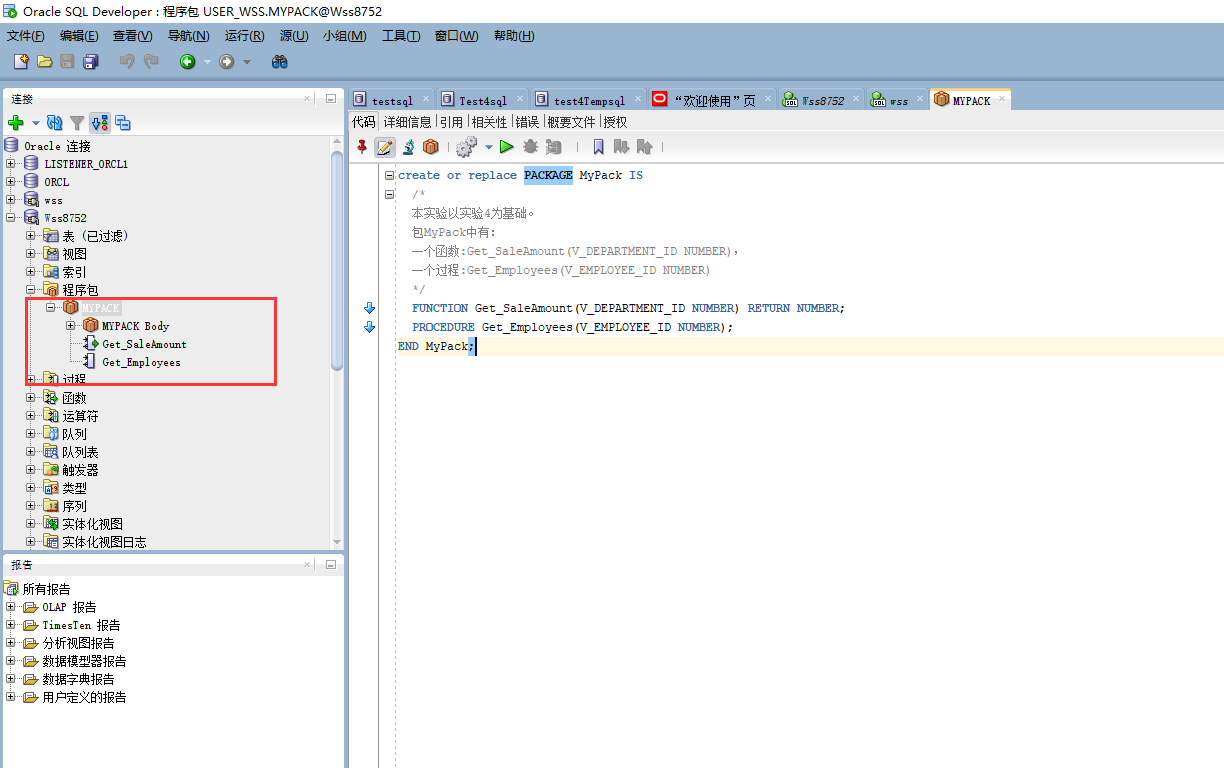 Oracle SQL Developer : 程序包 USER_WSS.MYPACK@Wss8752
文件(F) 编辑(E) 查看(V) 导航(N) 运行(R) 源(U) 小组(M) 工具(T) 窗口(W) 帮助(H)
连接
Oracle 连接
LISTENER_ORCL1
ORCL
wss
Wss8752
表 (已过滤)
视图
索引
程序包
MYPACK
MYPACK Body
Get_SaleAmount
Get_Employees
过程
函数
运算符
队列
队列表
触发器
类型
序列
实体化视图
实体化视图日志
报告
所有报告
OLAP 报告
TimesTen 报告
分析视图报告
数据模型器报告
数据字典报告
用户定义的报告
testsql Test4sql test4Tempsql “欢迎使用”页 Wss8752 wss MYPACK
代码 详细信息 引用 相关性 错误 概要文件 授权
create or replace PACKAGE MyPack IS
/*
本实验以实验4为基础。
包MyPack中有:
一个函数:Get_SaleAmount(V_DEPARTMENT_ID NUMBER)，
一个过程:Get_Employees(V_EMPLOYEE_ID NUMBER)
*/
FUNCTION Get_SaleAmount(V_DEPARTMENT_ID NUMBER) RETURN NUMBER;
PROCEDURE Get_Employees(V_EMPLOYEE_ID NUMBER);
END MyPack;